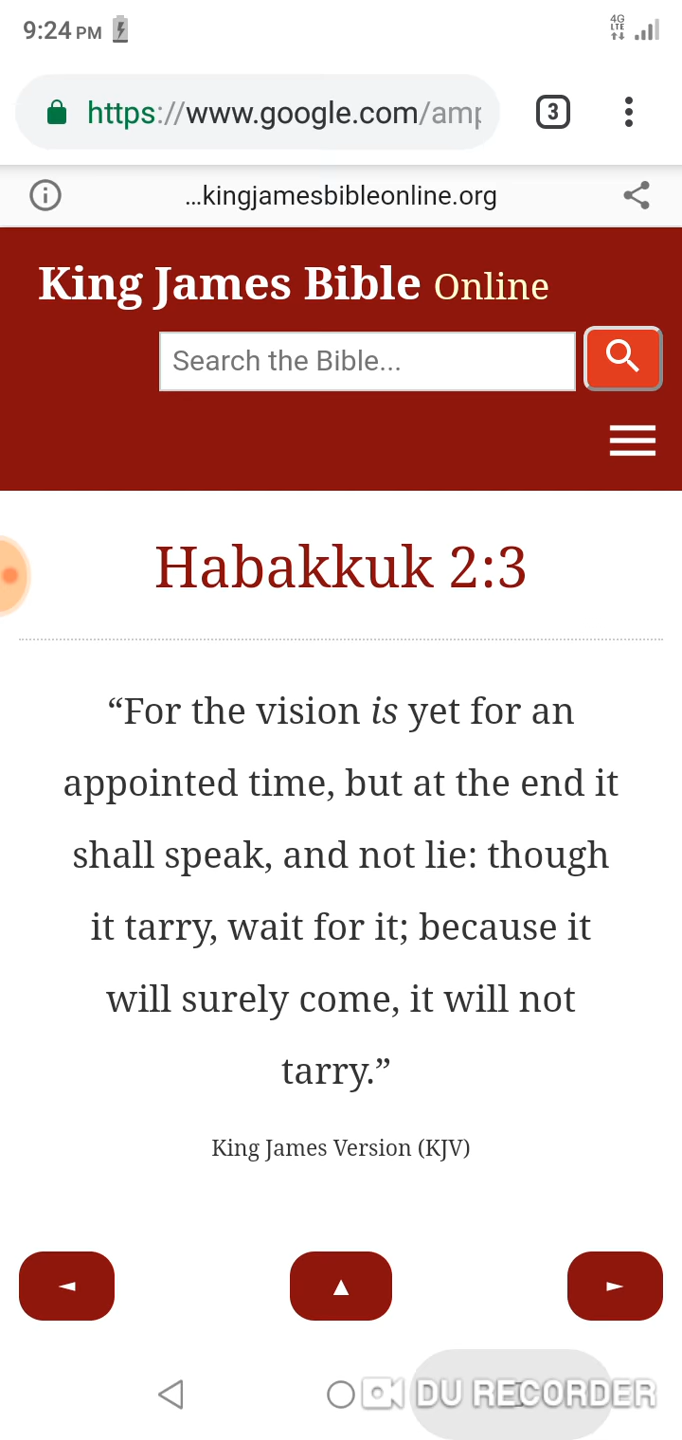 9:24 PM
4G
LTE
https://www.google.com/amp
3
...kingjamesbibleonline.org
King James Bible Online
Search the Bible...
Habakkuk 2:3
“For the vision is yet for an
appointed time, but at the end it
shall speak, and not lie: though
it tarry, wait for it; because it
will surely come, it will not
tarry.”
King James Version (KJV)
DU RECORDER